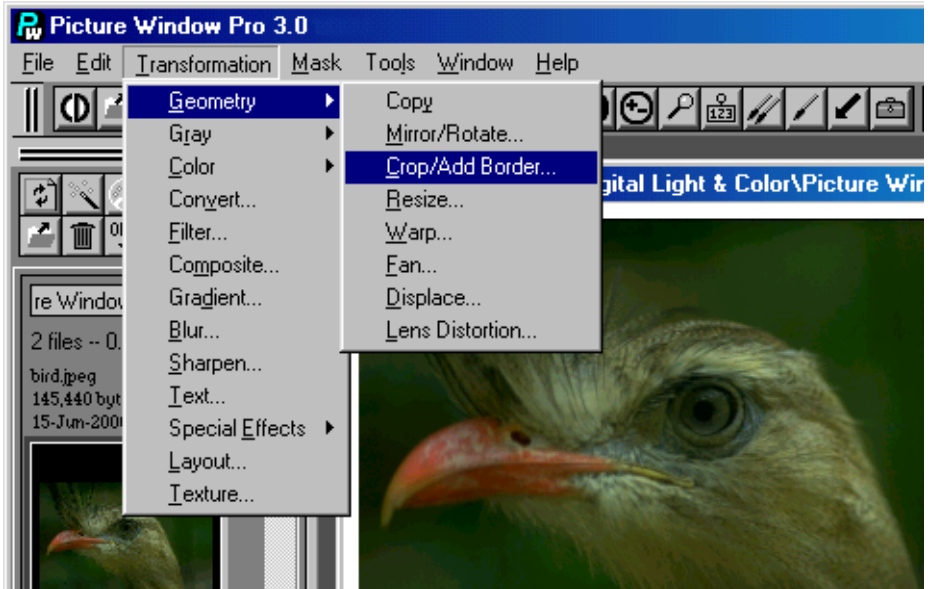 Picture Window Pro 3.0
File Edit Transformation Mask Tools Window Help
123
Geometry
Gray
Color
Convert...
Filter...
Composite...
Gradient...
Blur...
Sharpen...
Text...
Special Effects
Layout...
Texture...
Copy
Mirror/Rotate...
Crop/Add Border...
Resize...
Warp...
Fan...
Displace...
Lens Distortion...
gital Light & Color\Picture Wir
re Window
2 files -- 0.
bird.jpeg
145,440 byt
15-Jun-200